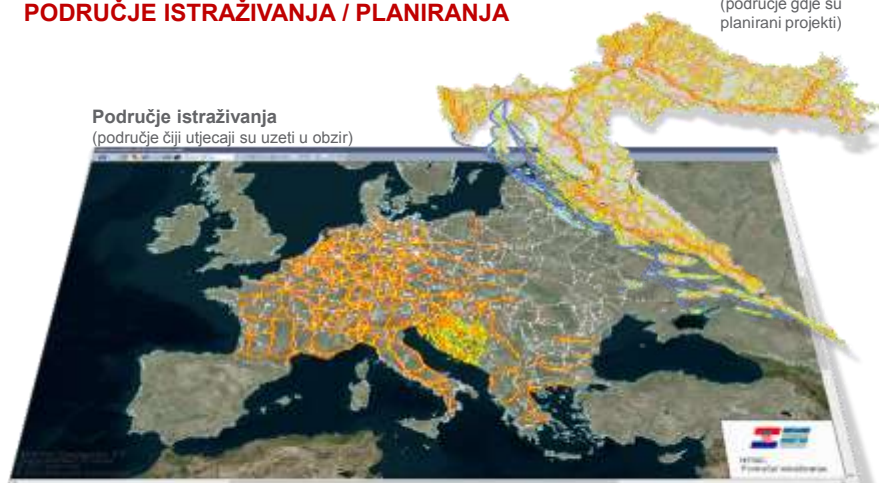 PODRUČJE ISTRAŽIVANJA / PLANIRANJA
(područje gdje su
planirani projekti)
Područje istraživanja
(područje čiji utjecaji su uzeti u obzir)